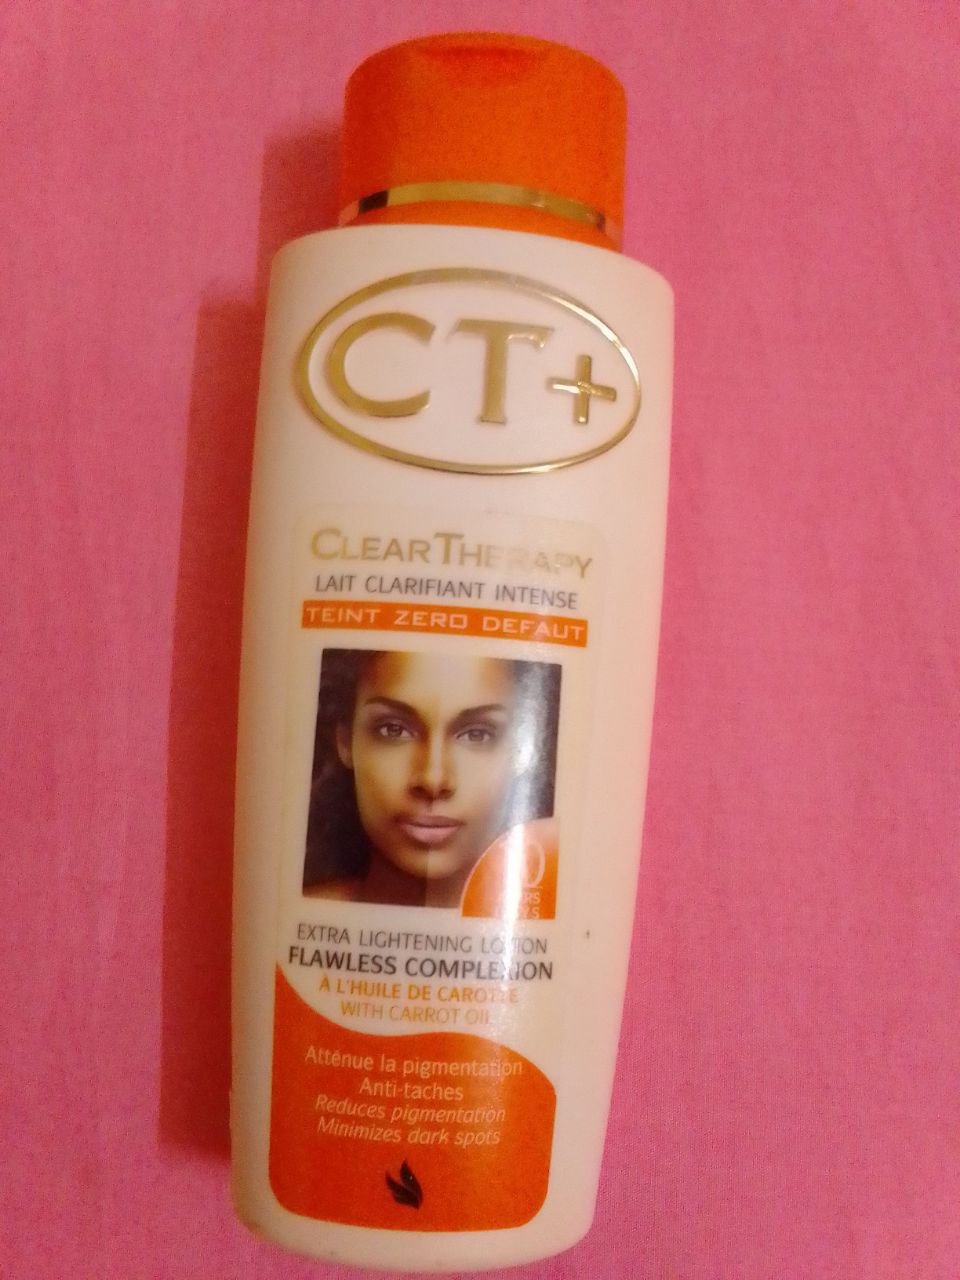 CT+
CLEARTHERAPY
LAIT CLARIFIANT INTENSE
TEINT ZERO DEFAUT
EXTRA LIGHTENING LOTION
FLAWLESS COMPLEXION
À L'HUILE DE CAROTTE
WITH CARROT OIL
Atténue la pigmentation
Anti-taches
Reduces pigmentation
Minimizes dark spots